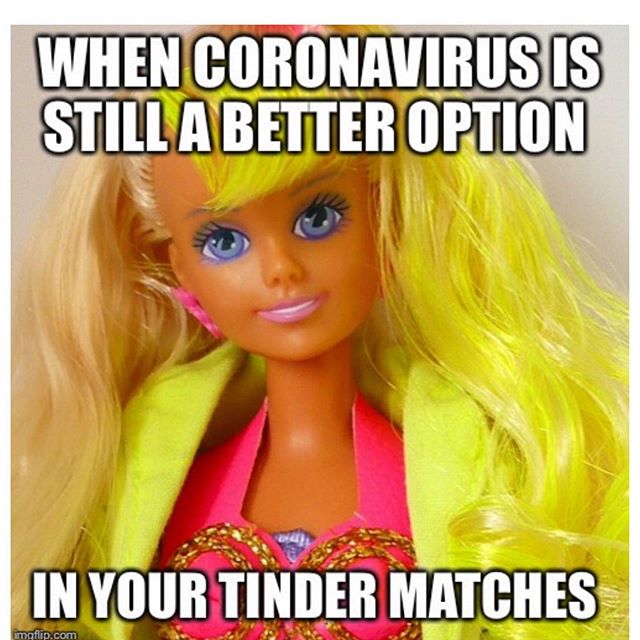 WHEN CORONAVIRUS IS
STILL A BETTER OPTION
IN YOUR TINDER MATCHES
imgflip.com